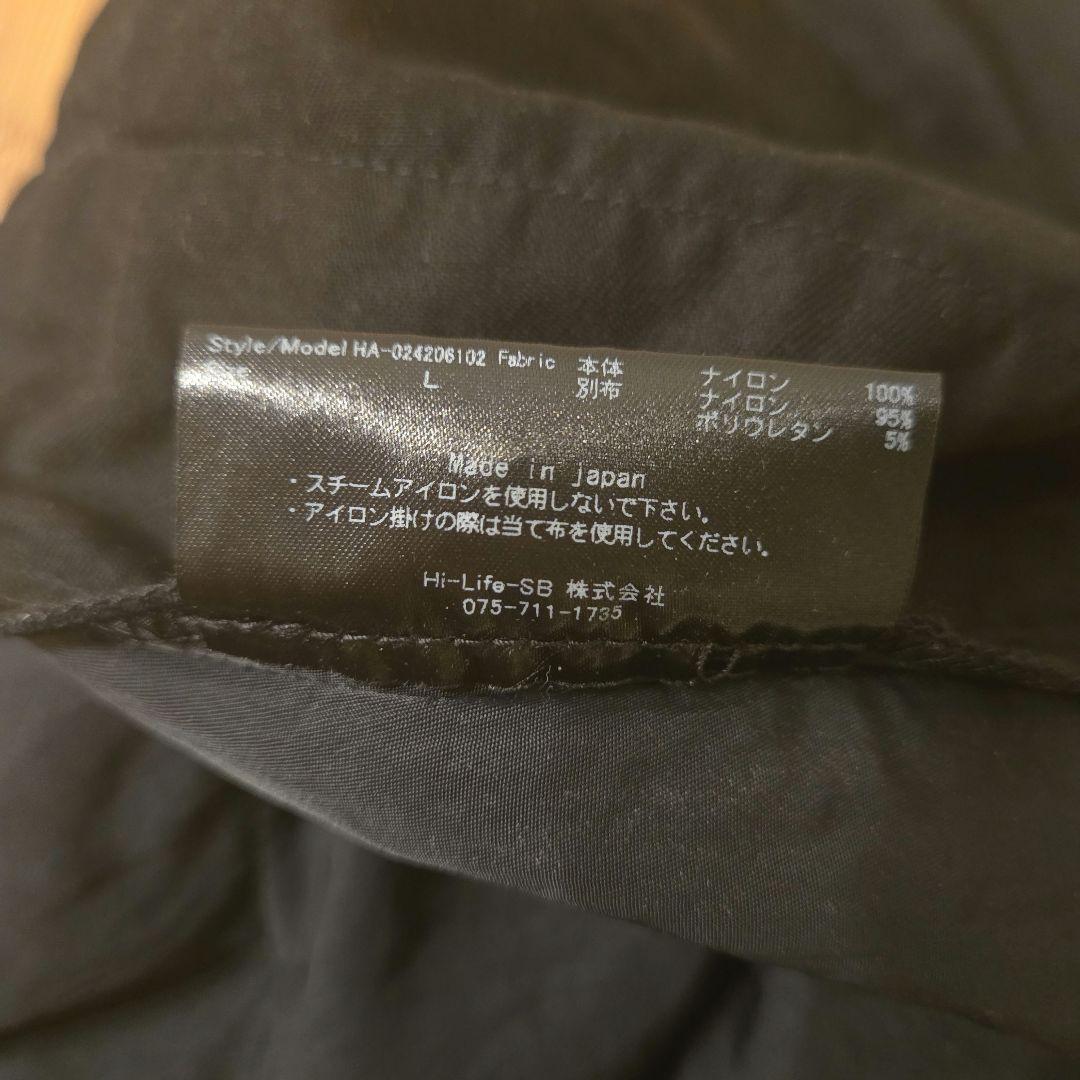 Style/Model HA-024206102 Fabric 本体 ナイロン 100%
Size L 別布 ナイロン 95%
ポリウレタン 5%
Made in japan
・スチームアイロンを使用しないで下さい。
・アイロン掛けの際は当て布を使用してください。
Hi-Life-SB 株式会社
075-711-1735